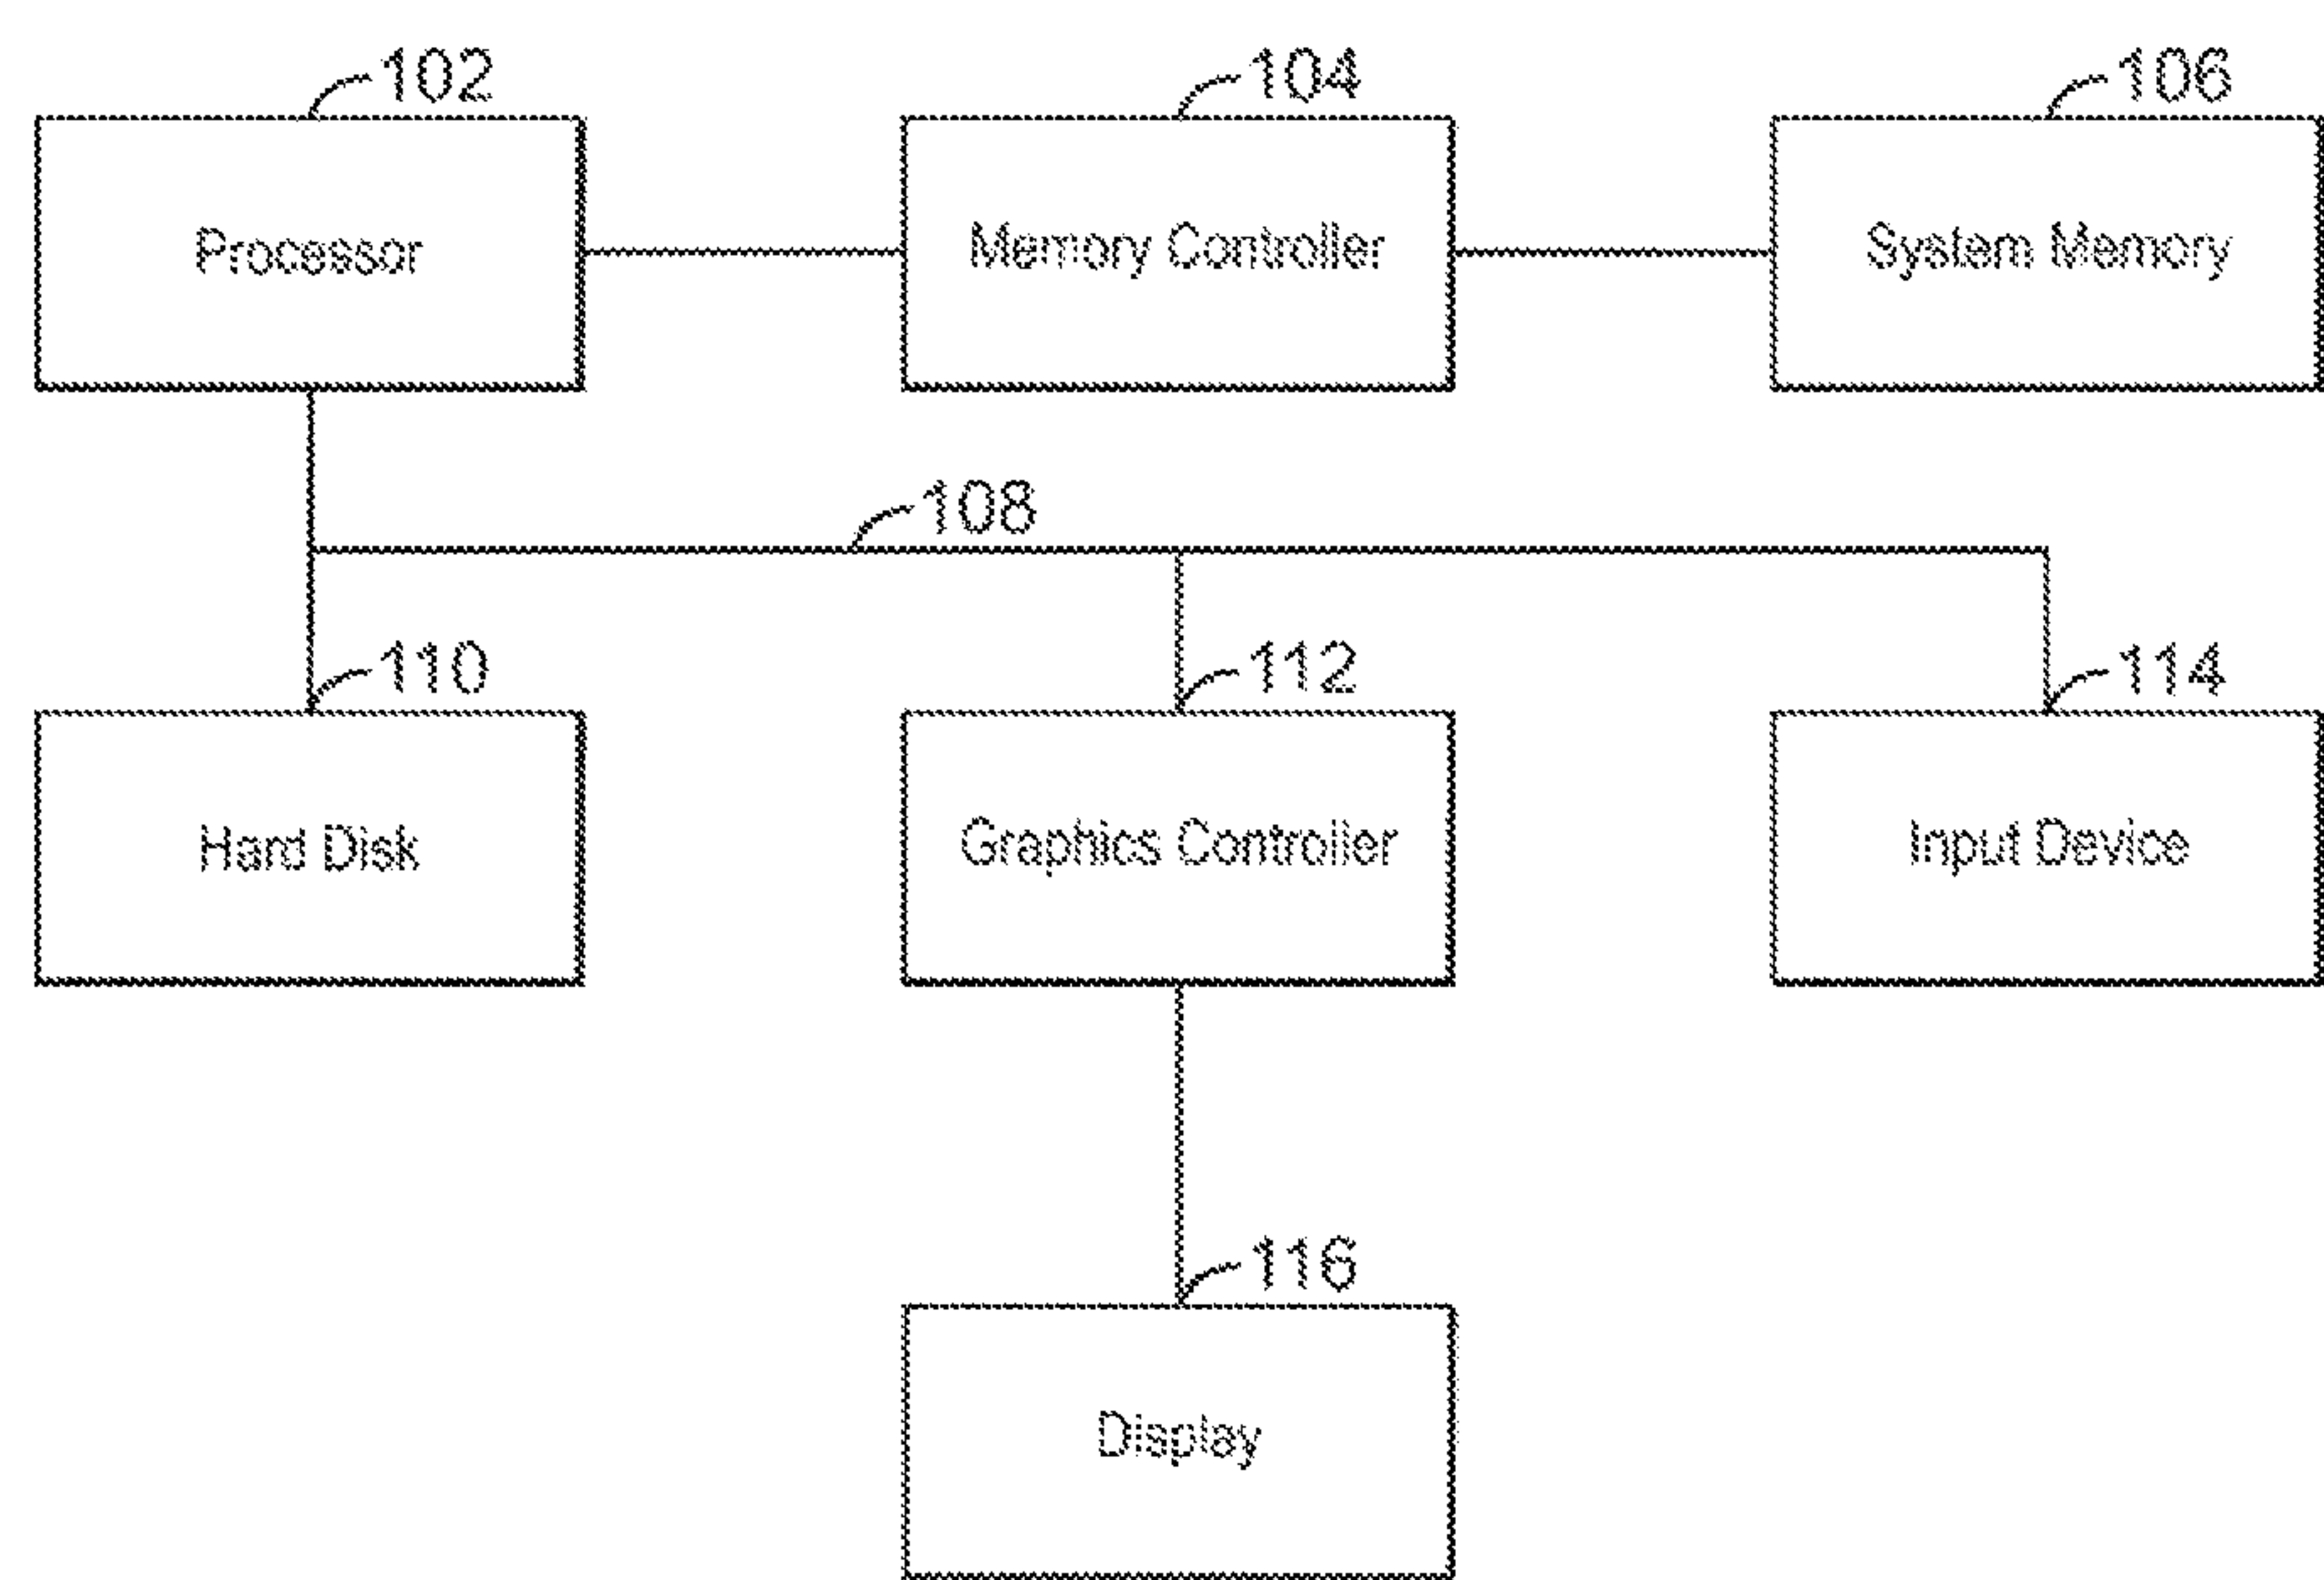 102
104
106
Processor
Memory Controller
System Memory
108
110
112
114
Hard Disk
Graphics Controller
Input Device
116
Display